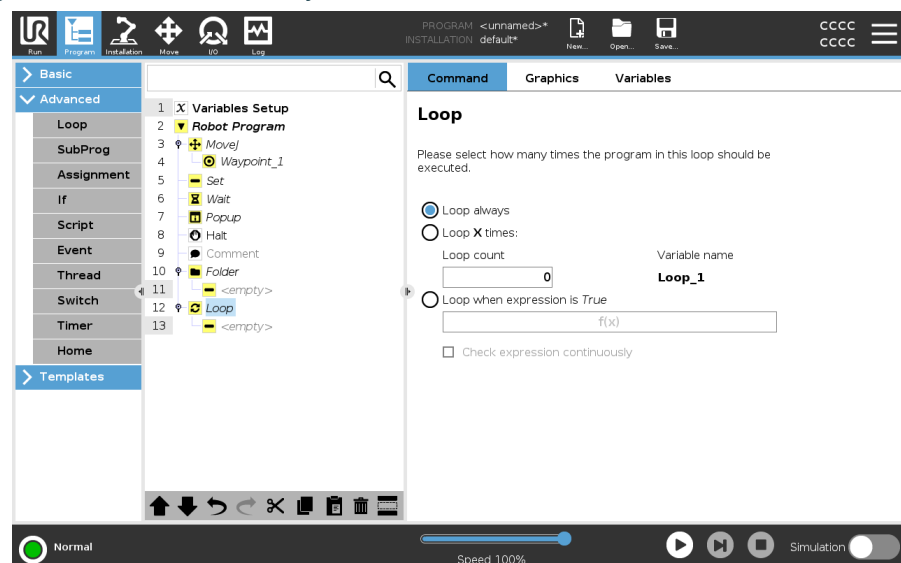 PROGRAM <unnamed>*
INSTALLATION default*
CCCC
CCCC
Run Program Installation Move I/O Log New... Open... Save...
Basic
Advanced
Loop
SubProg
Assignment
If
Script
Event
Thread
Switch
Timer
Home
Templates
1 X Variables Setup
2 Robot Program
3 MoveJ
4 Waypoint_1
5 Set
6 Wait
7 Popup
8 Halt
9 Comment
10 Folder
11 <empty>
12 Loop
13 <empty>
Command Graphics Variables
Loop
Please select how many times the program in this loop should be
executed.
Loop always
Loop X times:
Loop count Variable name
0 Loop_1
Loop when expression is True
f(x)
Check expression continuously
Normal
Speed 100%
Simulation